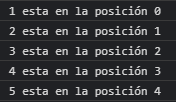 1 esta en la posición 0
2 esta en la posición 1
3 esta en la posición 2
4 esta en la posición 3
5 esta en la posición 4